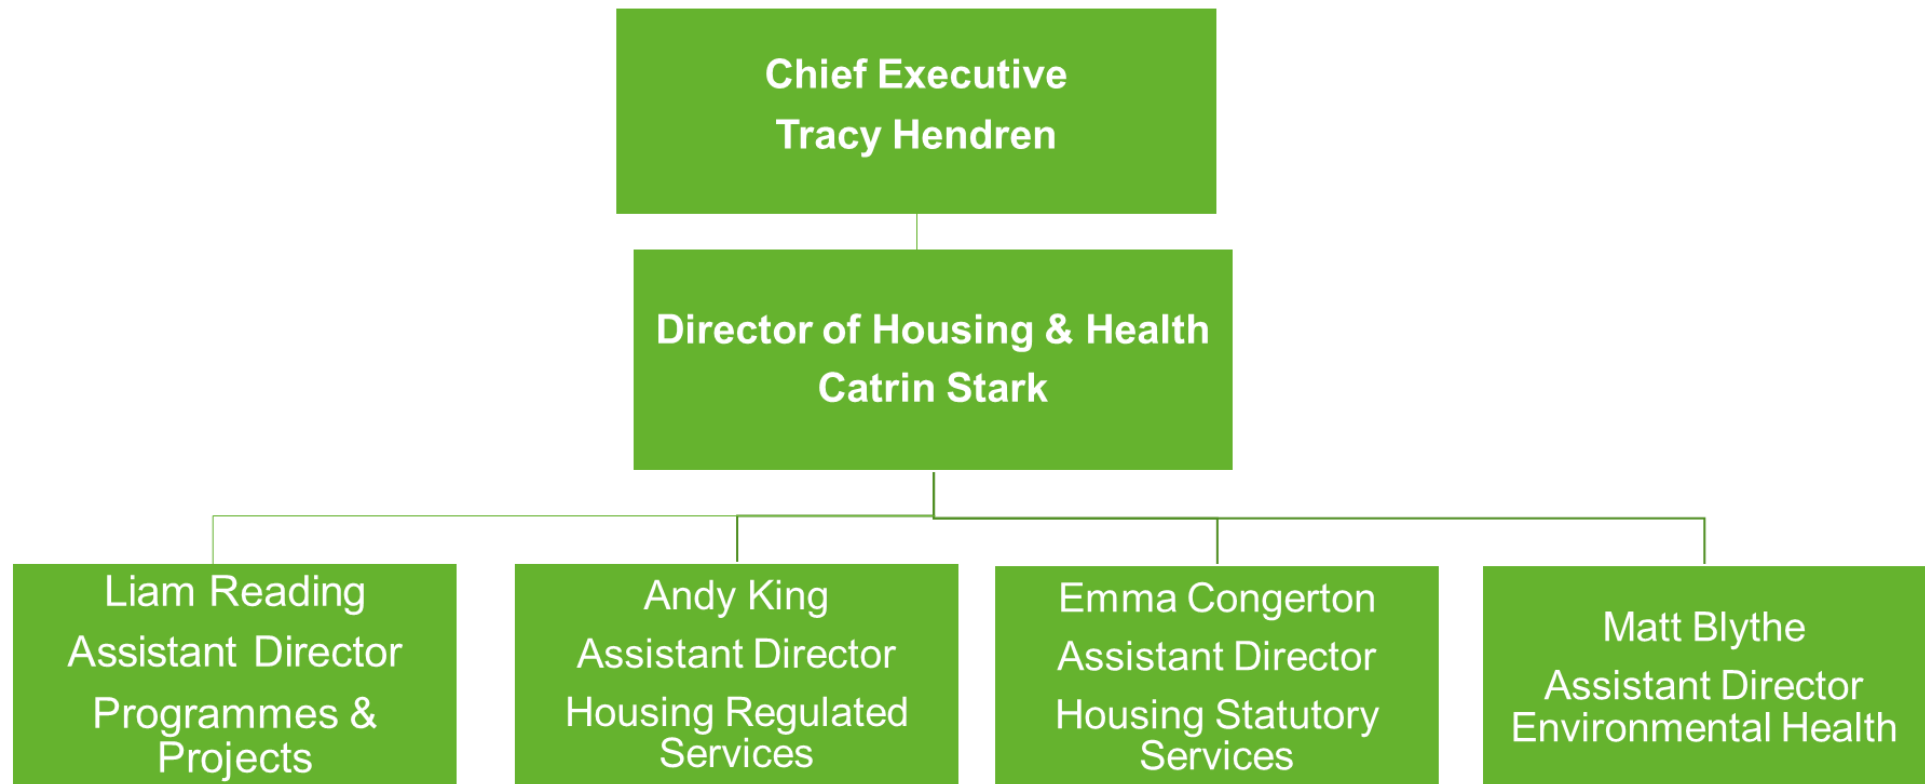 Chief Executive
Tracy Hendren
Director of Housing & Health
Catrin Stark
Liam Reading
Assistant Director
Programmes &
Projects
Andy King
Assistant Director
Housing Regulated
Services
Emma Congerton
Assistant Director
Housing Statutory
Services
Matt Blythe
Assistant Director
Environmental Health